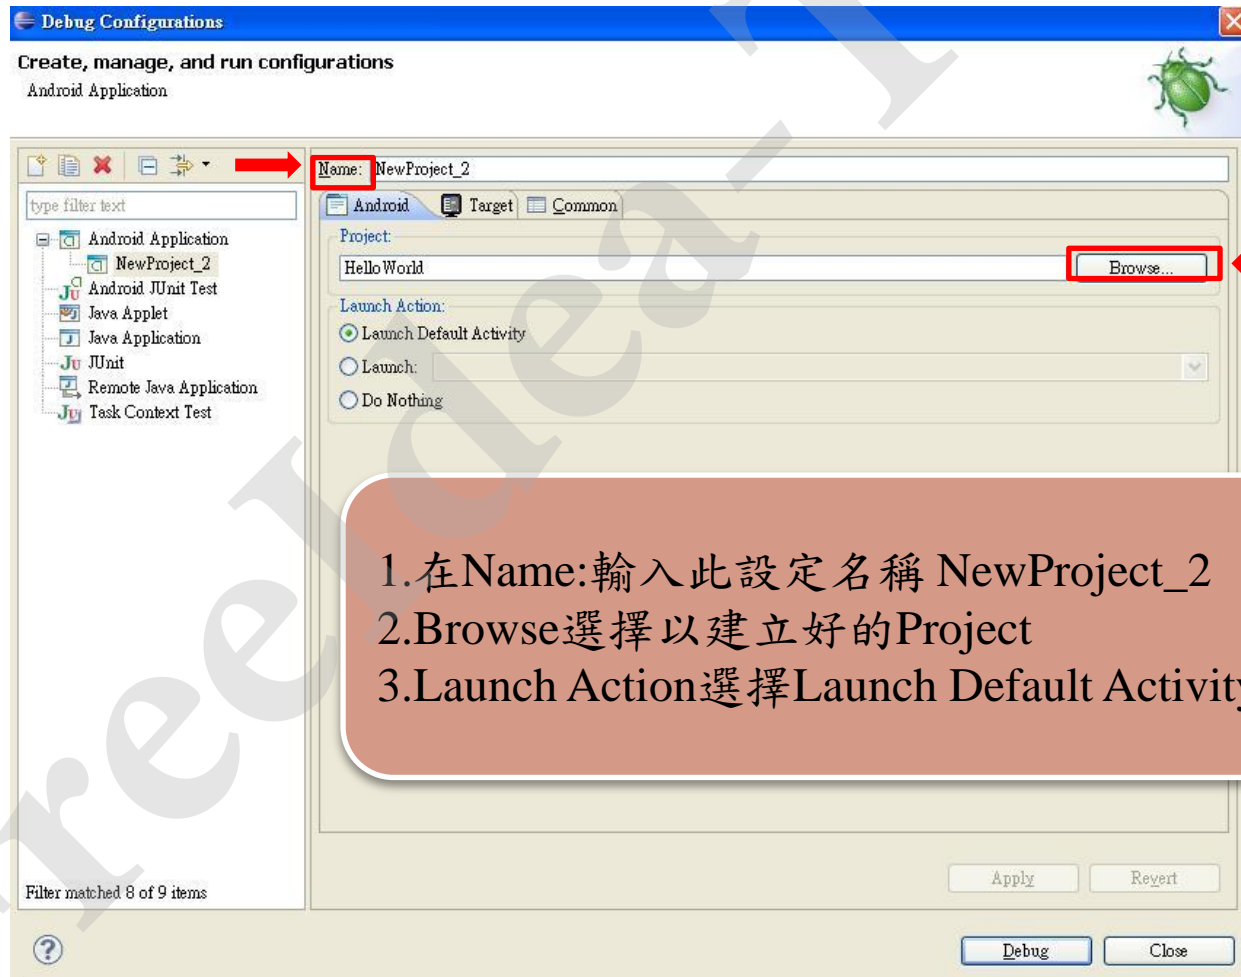 Debug Configurations
Create, manage, and run configurations
Android Application
Name: NewProject_2
type filter text
Android Target Common
Android Application
NewProject_2
Android JUnit Test
Java Applet
Java Application
JUnit
Remote Java Application
Task Context Test
Project:
HelloWorld Browse...
Launch Action:
Launch Default Activity
Launch:
Do Nothing
1.在Name:輸入此設定名稱 NewProject_2
2.Browse選擇以建立好的Project
3.Launch Action選擇Launch Default Activity
Apply Revert
Filter matched 8 of 9 items
Debug Close
reeIdea-T